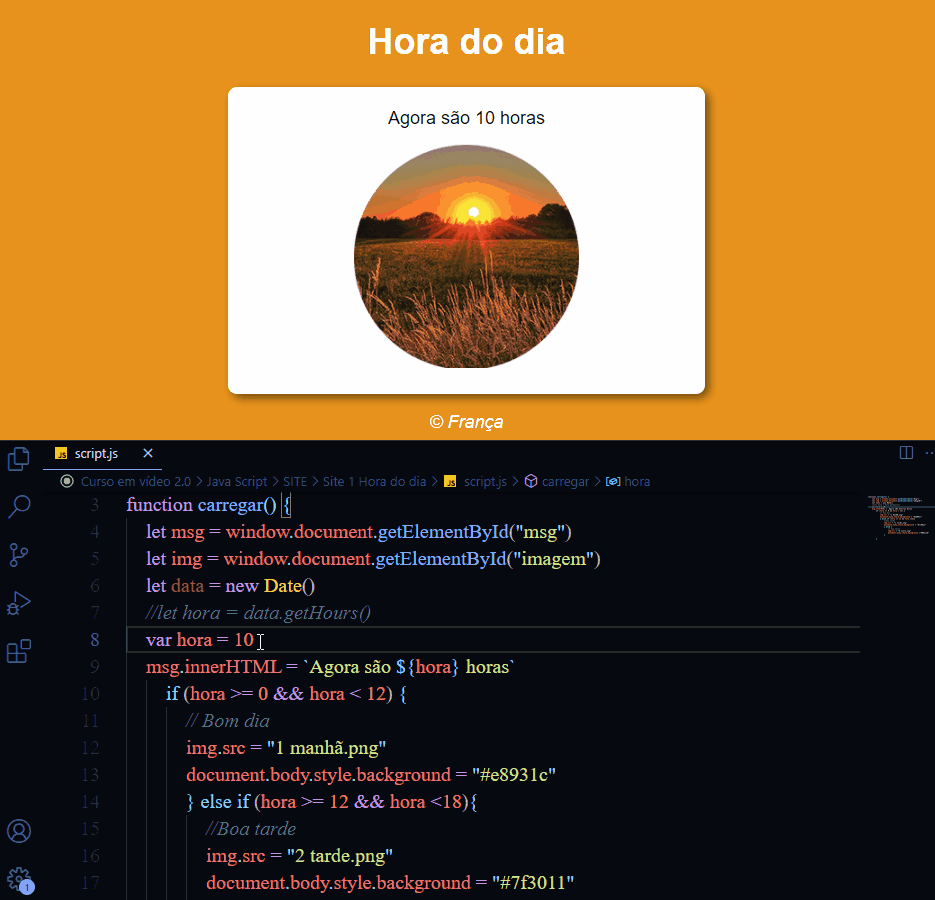 Hora do dia
Agora são 10 horas
© França
JS script.js ×
Curso em vídeo 2.0 > Java Script > SITE > Site 1 Hora do dia > JS script.js > carregar > hora
3 function carregar() {
4 let msg = window.document.getElementById("msg")
5 let img = window.document.getElementById("imagem")
6 let data = new Date()
7 //let hora = data.getHours()
8 var hora = 10
9 msg.innerHTML = `Agora são ${hora} horas`
10 if (hora >= 0 && hora < 12) {
11 // Bom dia
12 img.src = "1 manhã.png"
13 document.body.style.background = "#e8931c"
14 } else if (hora >= 12 && hora <18){
15 //Boa tarde
16 img.src = "2 tarde.png"
17 document.body.style.background = "#7f3011"
1